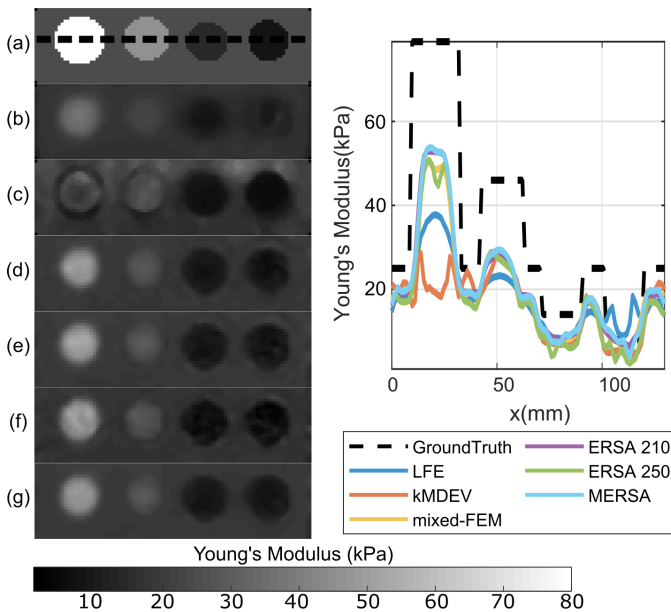 (a)
(b)
(c)
(d)
(e)
(f)
(g)
Young's Modulus(kPa)
60
40
20
0
50
100
x(mm)
GroundTruth
LFE
kMDEV
mixed-FEM
ERSA 210
ERSA 250
MERSA
Young's Modulus (kPa)
10 20 30 40 50 60 70 80